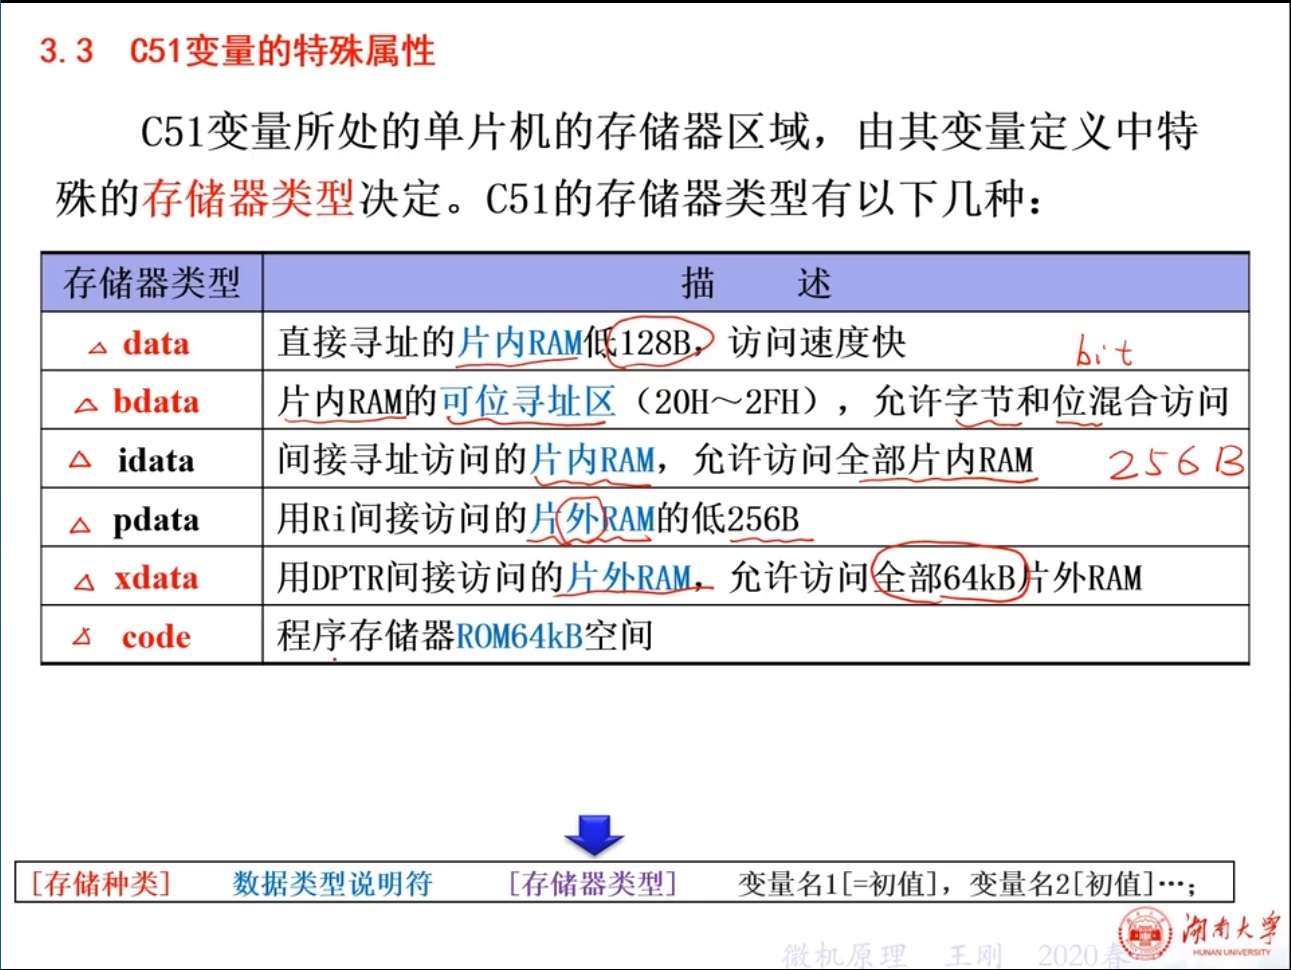 3.3 C51变量的特殊属性
C51变量所处的单片机的存储器区域，由其变量定义中特
殊的存储器类型决定。C51的存储器类型有以下几种：
存储器类型 描 述
data 直接寻址的片内RAM低128B，访问速度快
bit
bdata 片内RAM的可位寻址区（20H～2FH），允许字节和位混合访问
idata 间接寻址访问的片内RAM，允许访问全部片内RAM 256B
pdata 用Ri间接访问的片外RAM的低256B
xdata 用DPTR间接访问的片外RAM，允许访问全部64kB片外RAM
code 程序存储器ROM64kB空间
[存储种类] 数据类型说明符 [存储器类型] 变量名1[=初值]，变量名2[初值]…；
湖南大学
HUNAN UNIVERSITY
微机原理 王刚 2020春